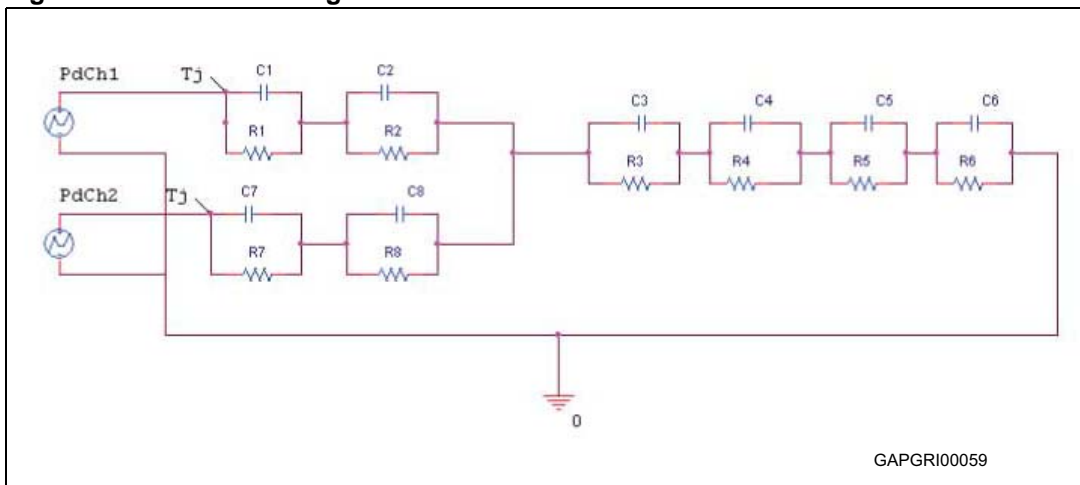 PdCh1
Tj
C1
C2
R1
R2
C3
C4
C5
C6
R3
R4
R5
R6
PdCh2
Tj
C7
C8
R7
R8
0
GAPGRI00059